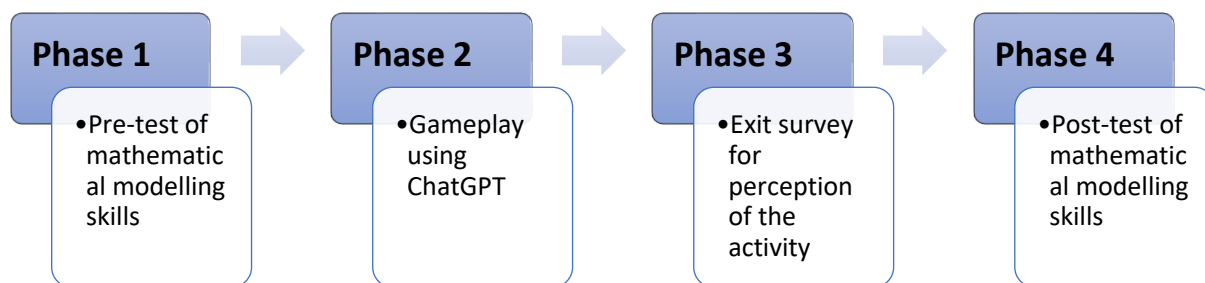 Phase 1
•Pre-test of
mathematic
al modelling
skills
Phase 2
•Gameplay
using
ChatGPT
Phase 3
•Exit survey
for
perception
of the
activity
Phase 4
•Post-test of
mathematic
al modelling
skills